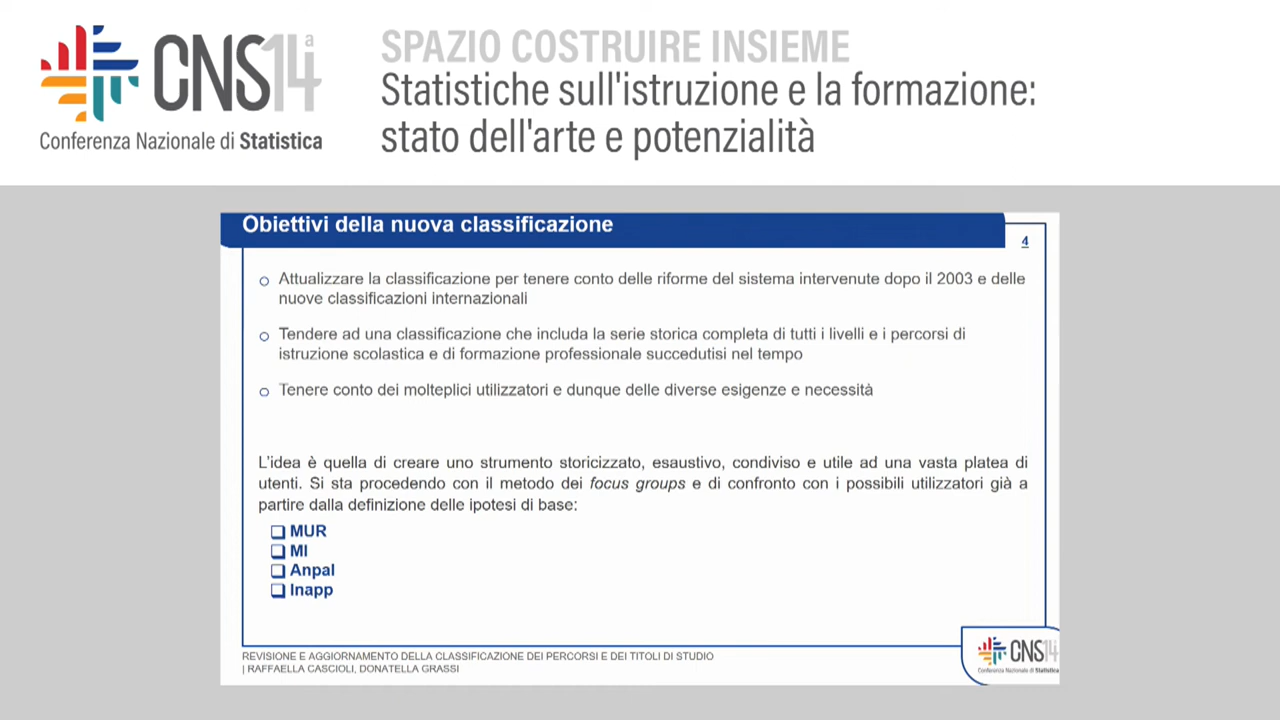 CNS14ª
Conferenza Nazionale di Statistica
SPAZIO COSTRUIRE INSIEME
Statistiche sull'istruzione e la formazione:
stato dell'arte e potenzialità
Obiettivi della nuova classificazione
4
Attualizzare la classificazione per tenere conto delle riforme del sistema intervenute dopo il 2003 e delle
nuove classificazioni internazionali
Tendere ad una classificazione che includa la serie storica completa di tutti i livelli e i percorsi di
istruzione scolastica e di formazione professionale succedutisi nel tempo
Tenere conto dei molteplici utilizzatori e dunque delle diverse esigenze e necessità
L'idea è quella di creare uno strumento storicizzato, esaustivo, condiviso e utile ad una vasta platea di
utenti. Si sta procedendo con il metodo dei focus groups e di confronto con i possibili utilizzatori già a
partire dalla definizione delle ipotesi di base:
MUR
MI
Anpal
Inapp
REVISIONE E AGGIORNAMENTO DELLA CLASSIFICAZIONE DEI PERCORSI E DEI TITOLI DI STUDIO
| RAFFAELLA CASCIOLI, DONATELLA GRASSI
CNS14
Conferenza Nazionale di Statistica